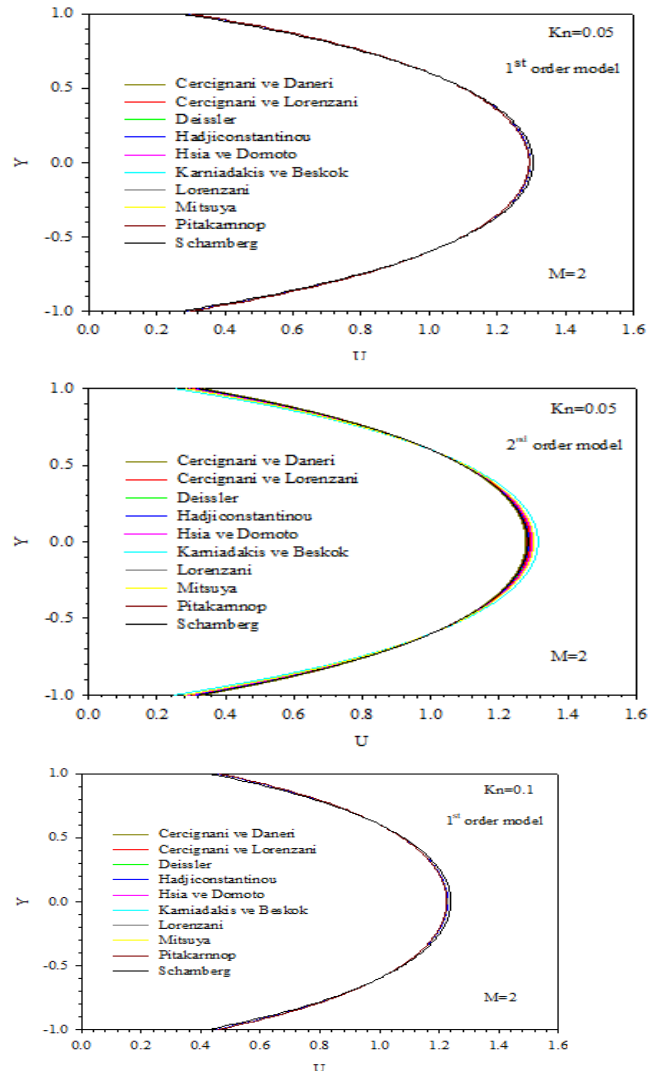 1.0
Kn=0.05
1st order model
0.5
Cercignani ve Daneri
Cercignani ve Lorenzani
Deissler
Hadjiconstantinou
Hsia ve Domoto
Karniadakis ve Beskok
Lorenzani
Mitsuya
Pitakamnop
Schamberg
Y
0.0
-0.5
M=2
-1.0
0.0 0.2 0.4 0.6 0.8 1.0 1.2 1.4 1.6
U
1.0
Kn=0.05
2nd order model
0.5
Cercignani ve Daneri
Cercignani ve Lorenzani
Deissler
Hadjiconstantinou
Hsia ve Domoto
Karniadakis ve Beskok
Lorenzani
Mitsuya
Pitakamnop
Schamberg
Y
0.0
-0.5
M=2
-1.0
0.0 0.2 0.4 0.6 0.8 1.0 1.2 1.4 1.6
U
1.0
Kn=0.1
1st order model
0.5
Cercignani ve Daneri
Cercignani ve Lorenzani
Deissler
Hadjiconstantinou
Hsia ve Domoto
Karniadakis ve Beskok
Lorenzani
Mitsuya
Pitakarnnop
Schamberg
Y
0.0
-0.5
M=2
-1.0
0.0 0.2 0.4 0.6 0.8 1.0 1.2 1.4 1.6
U